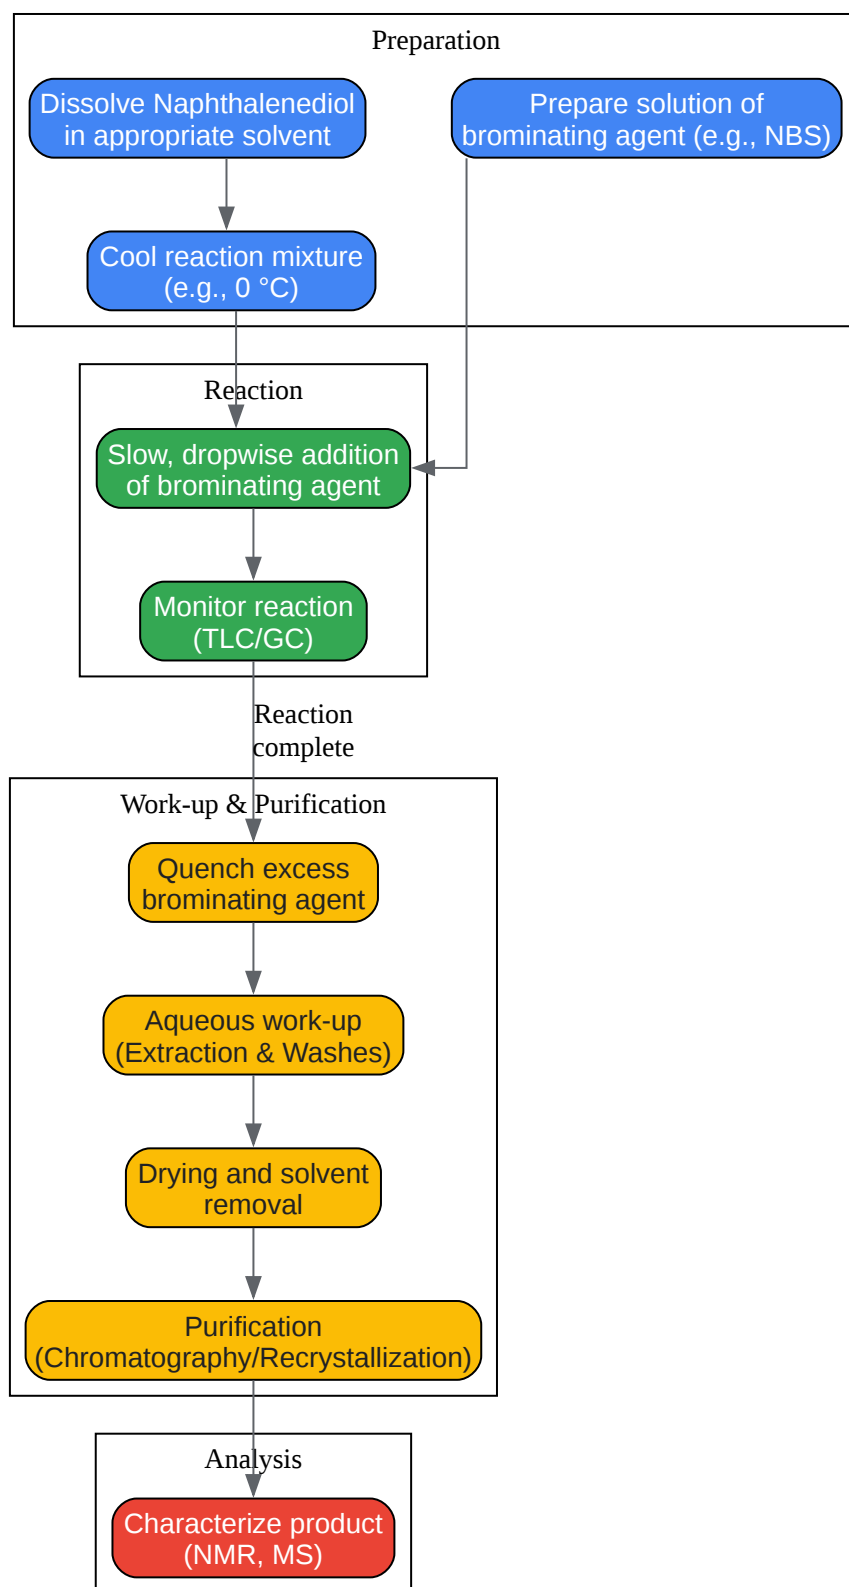 Preparation
Dissolve Naphthalenediol
in appropriate solvent
Prepare solution of
brominating agent (e.g., NBS)
Cool reaction mixture
(e.g., 0 °C)
Reaction
Slow, dropwise addition
of brominating agent
Monitor reaction
(TLC/GC)
Reaction
complete
Work-up & Purification
Quench excess
brominating agent
Aqueous work-up
(Extraction & Washes)
Drying and solvent
removal
Purification
(Chromatography/Recrystallization)
Analysis
Characterize product
(NMR, MS)